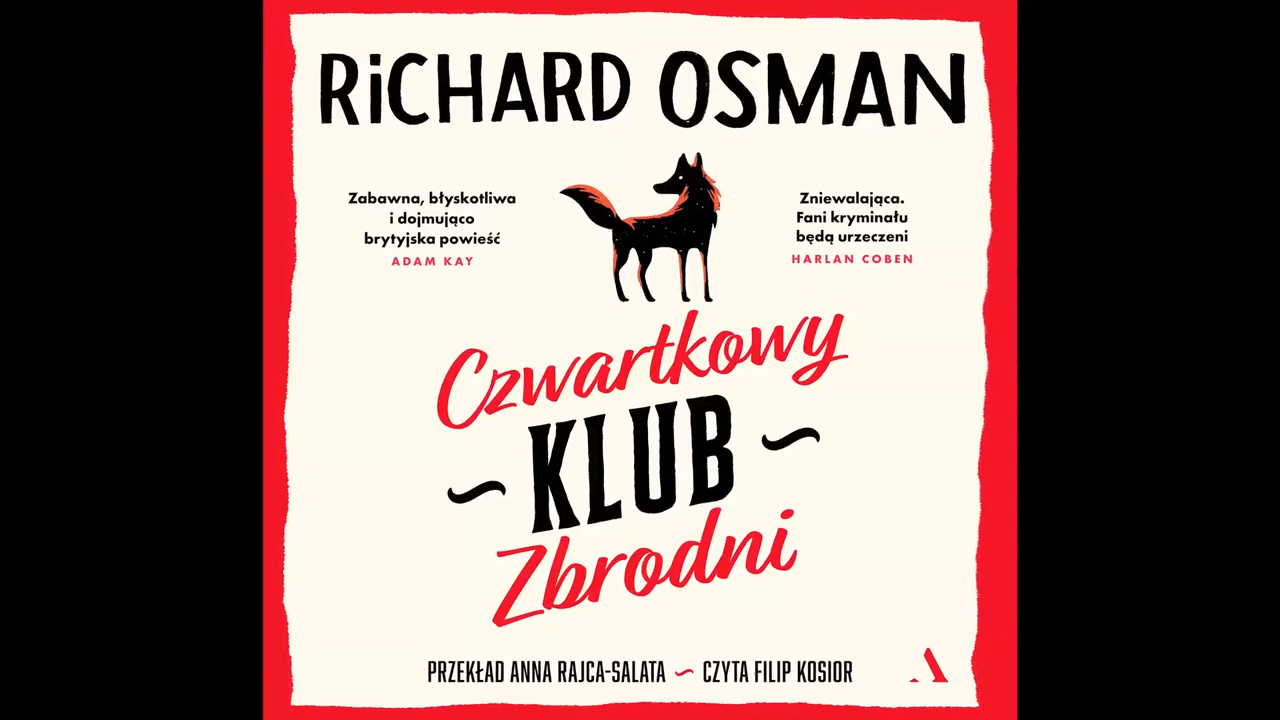 RiCHARD OSMAN
Zabawna, błyskotliwa
i dojmująco
brytyjska powieść
ADAM KAY
Zniewalająca.
Fani kryminału
będą urzeczeni
HARLAN COBEN
Czwartkowy
~ KLUB ~
Zbrodni
PRZEKŁAD ANNA RAJCA-SALATA ~ CZYTA FILIP KOSIOR